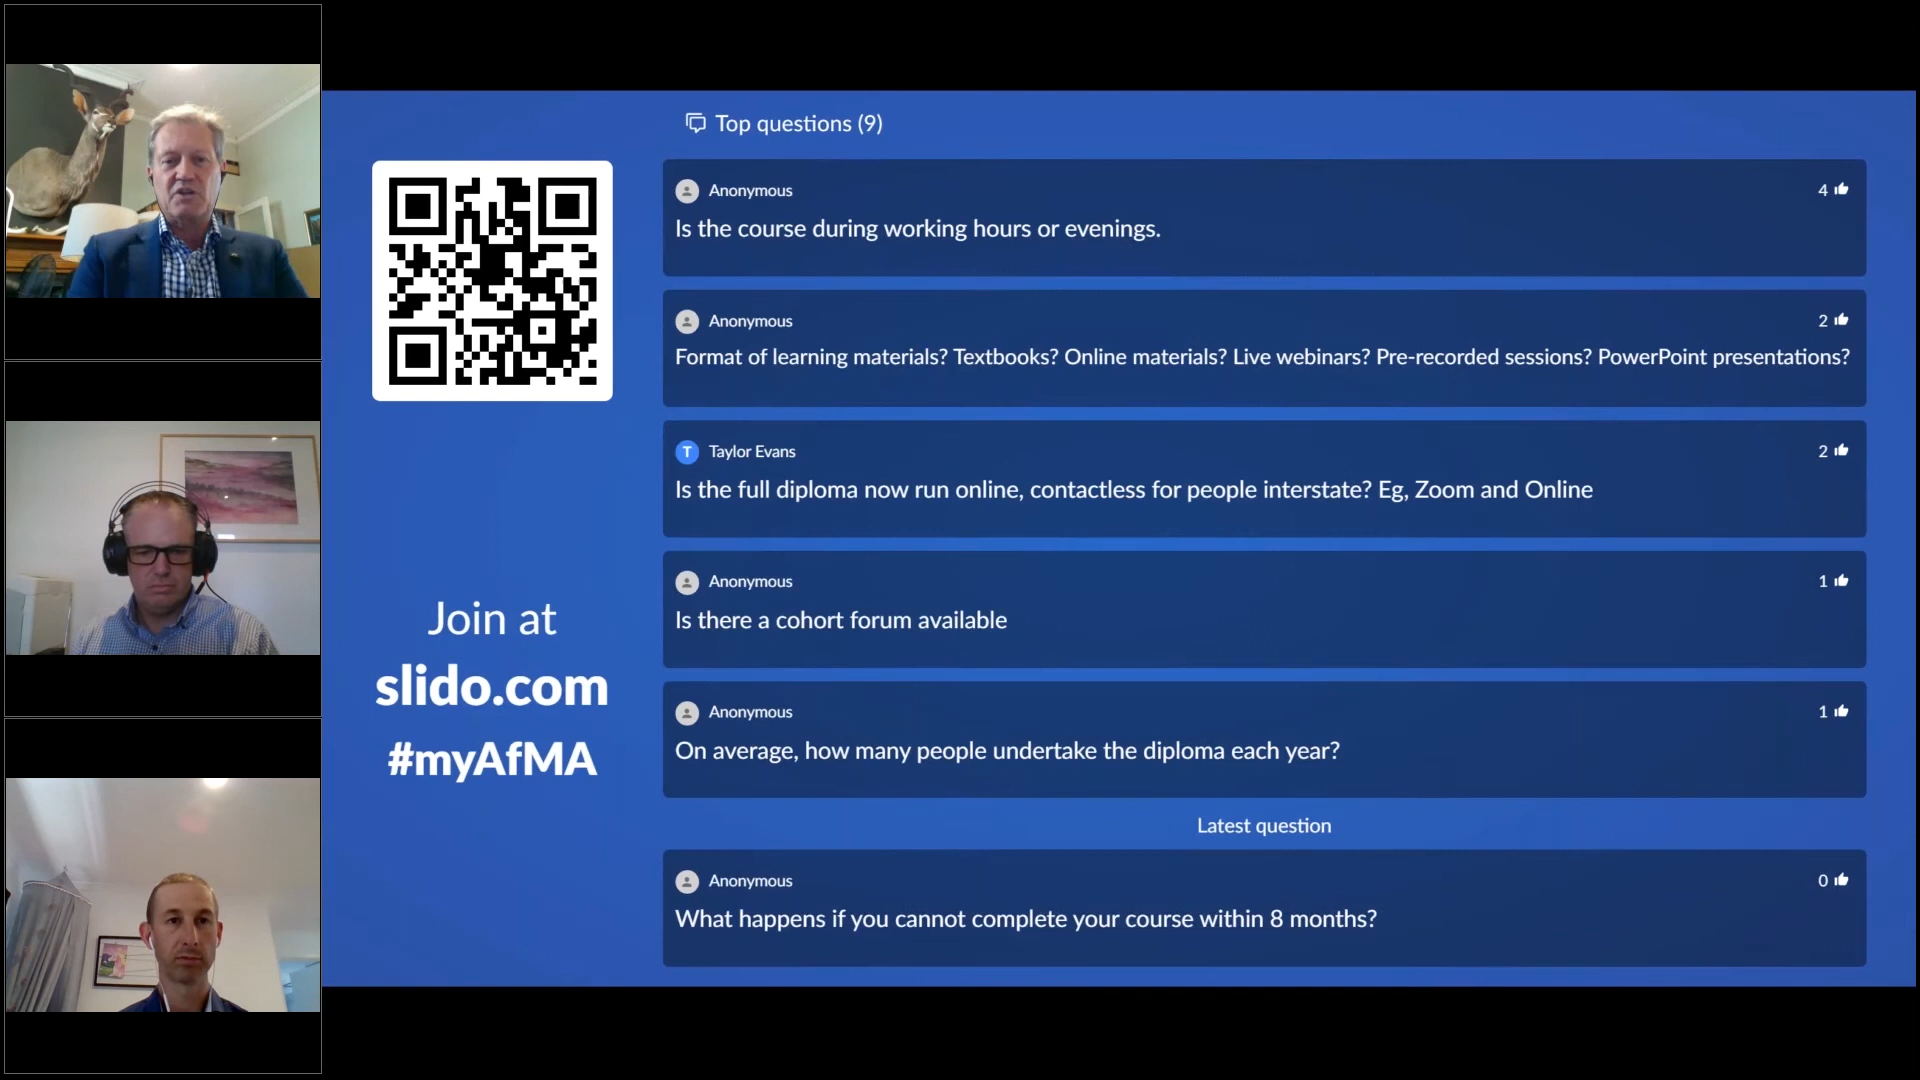 Top questions (9)
Anonymous
4
Is the course during working hours or evenings.
Anonymous
2
Format of learning materials? Textbooks? Online materials? Live webinars? Pre-recorded sessions? PowerPoint presentations?
T
Taylor Evans
2
Is the full diploma now run online, contactless for people interstate? Eg, Zoom and Online
Anonymous
1
Is there a cohort forum available
Anonymous
1
On average, how many people undertake the diploma each year?
Latest question
Anonymous
0
What happens if you cannot complete your course within 8 months?
Join at
slido.com
#myAfMA